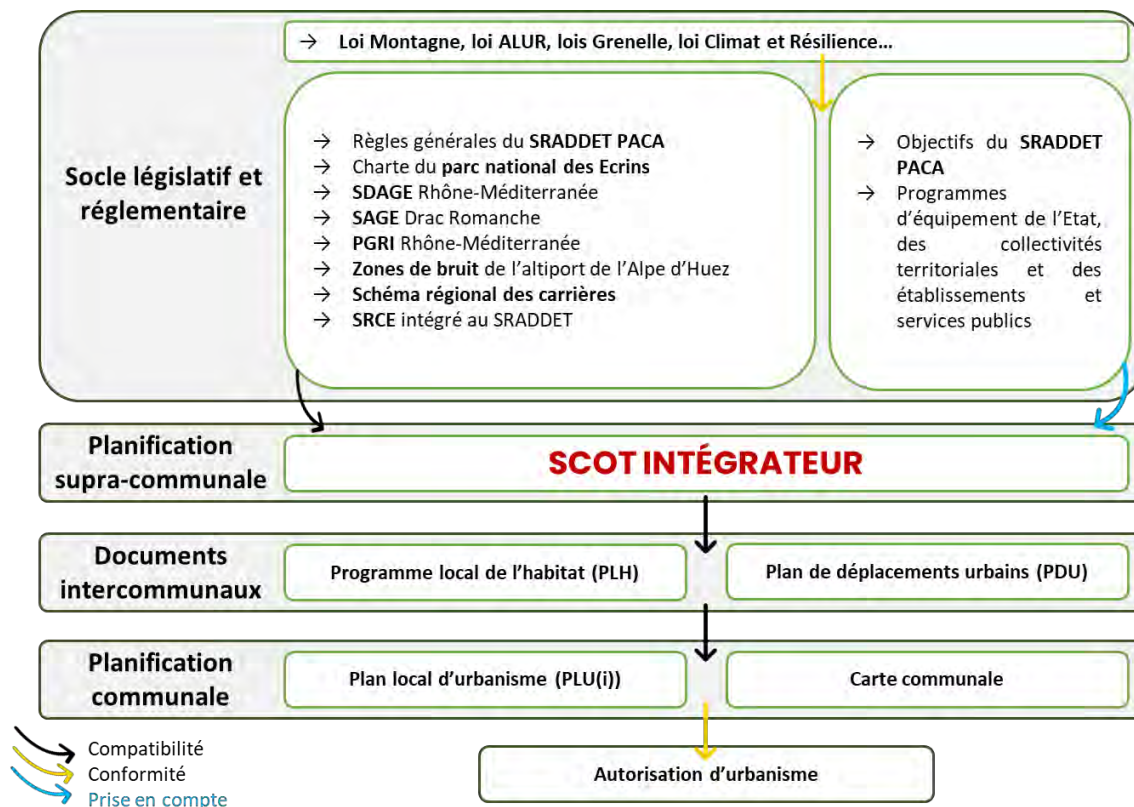 → Loi Montagne, loi ALUR, lois Grenelle, loi Climat et Résilience…
Socle législatif et
réglementaire
→ Règles générales du SRADDET PACA
→ Charte du parc national des Ecrins
→ SDAGE Rhône-Méditerranée
→ SAGE Drac Romanche
→ PGRI Rhône-Méditerranée
→ Zones de bruit de l’altiport de l’Alpe d’Huez
→ Schéma régional des carrières
→ SRCE intégré au SRADDET
→ Objectifs du SRADDET
PACA
→ Programmes
d’équipement de l’Etat,
des collectivités
territoriales et des
établissements et
services publics
Planification
supra-communale
SCOT INTÉGRATEUR
Documents
intercommunaux
Programme local de l’habitat (PLH)
Plan de déplacements urbains (PDU)
Planification
communale
Plan local d’urbanisme (PLU(i))
Carte communale
Compatibilité
Conformité
Prise en compte
Autorisation d’urbanisme